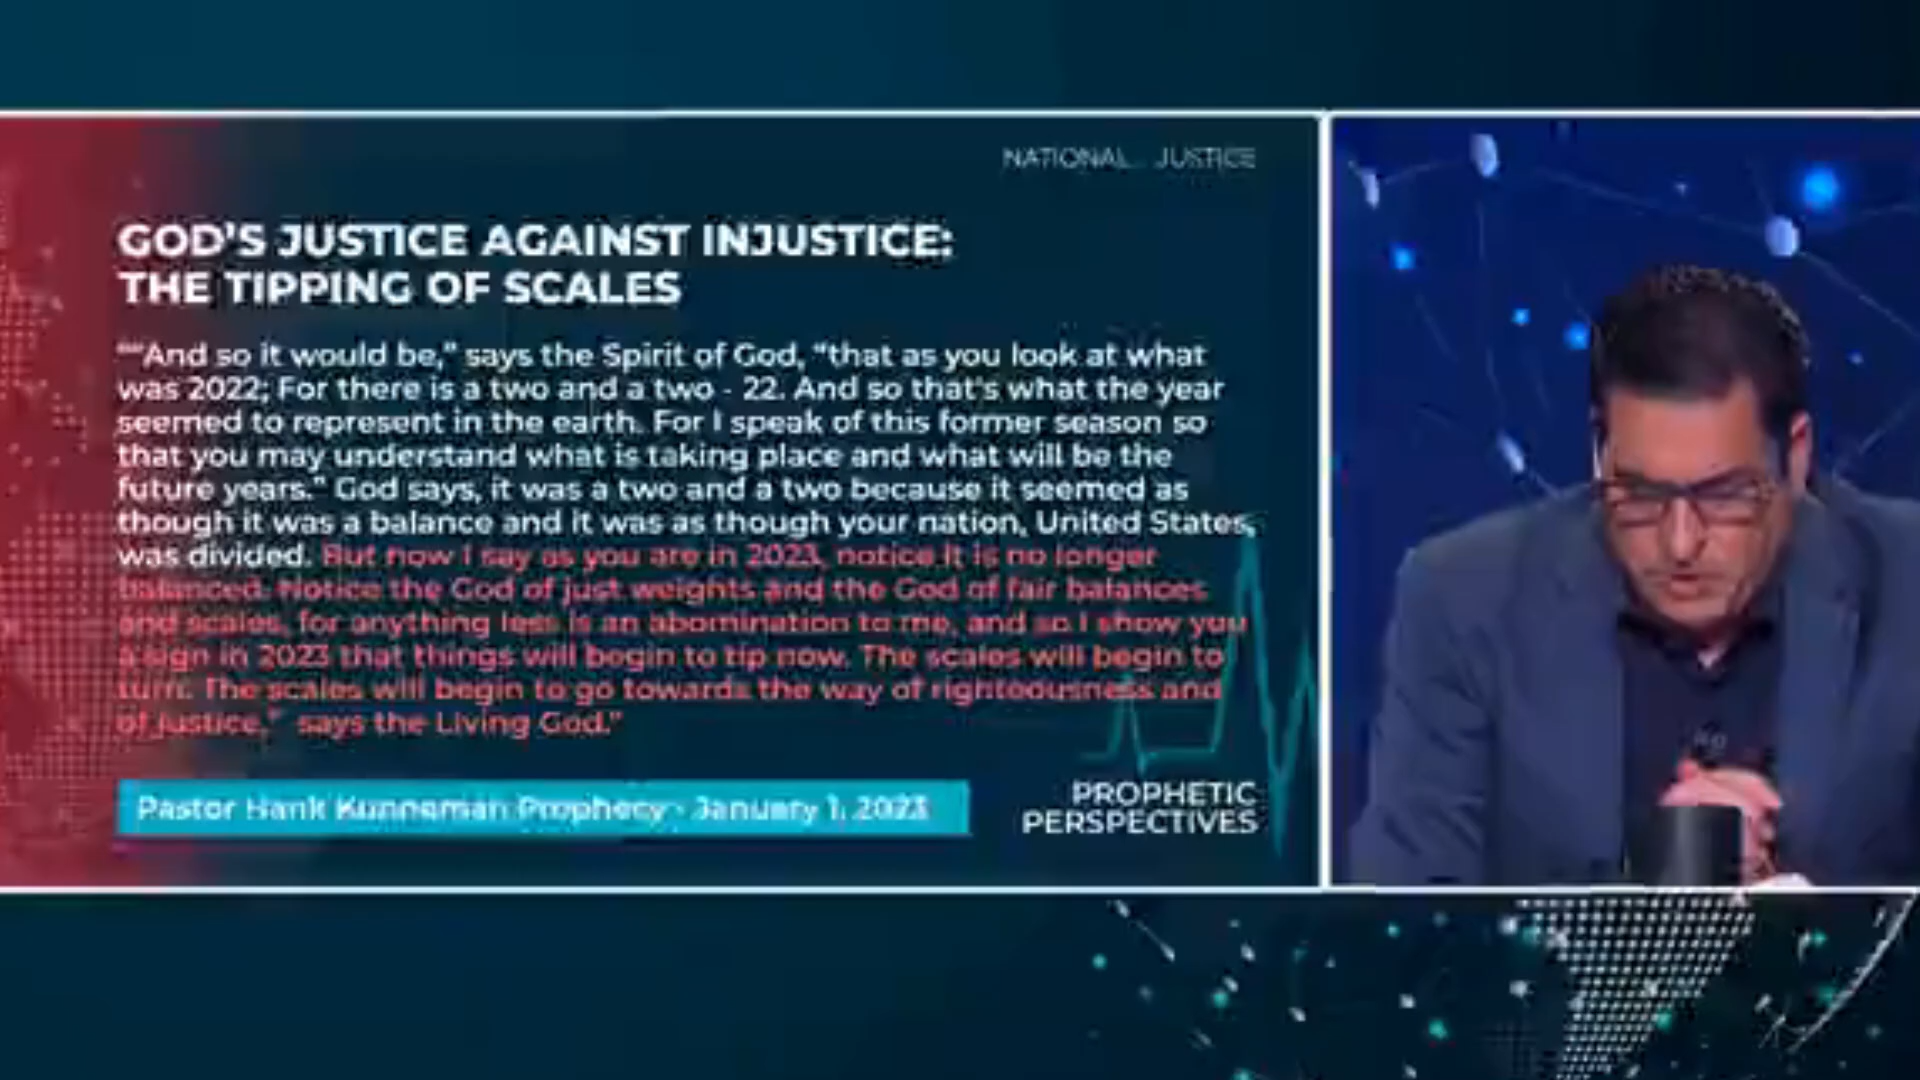 NATIONAL JUSTICE
GOD'S JUSTICE AGAINST INJUSTICE:
THE TIPPING OF SCALES
""And so it would be," says the Spirit of God, "that as you look at what
was 2022; For there is a two and a two - 22. And so that's what the year
seemed to represent in the earth. For I speak of this former season so
that you may understand what is taking place and what will be the
future years." God says, it was a two and a two because it seemed as
though it was a balance and it was as though your nation, United States,
was divided. But now I say as you are in 2023, notice it is no longer
balanced. Notice the God of just weights and the God of fair balances
and scales, for anything less is an abomination to me, and so I show you
a sign in 2023 that things will begin to tip now. The scales will begin to
turn. The scales will begin to go towards the way of righteousness and
of justice," says the Living God."
Pastor Hank Kunneman Prophecy - January 1, 2023
PROPHETIC
PERSPECTIVES